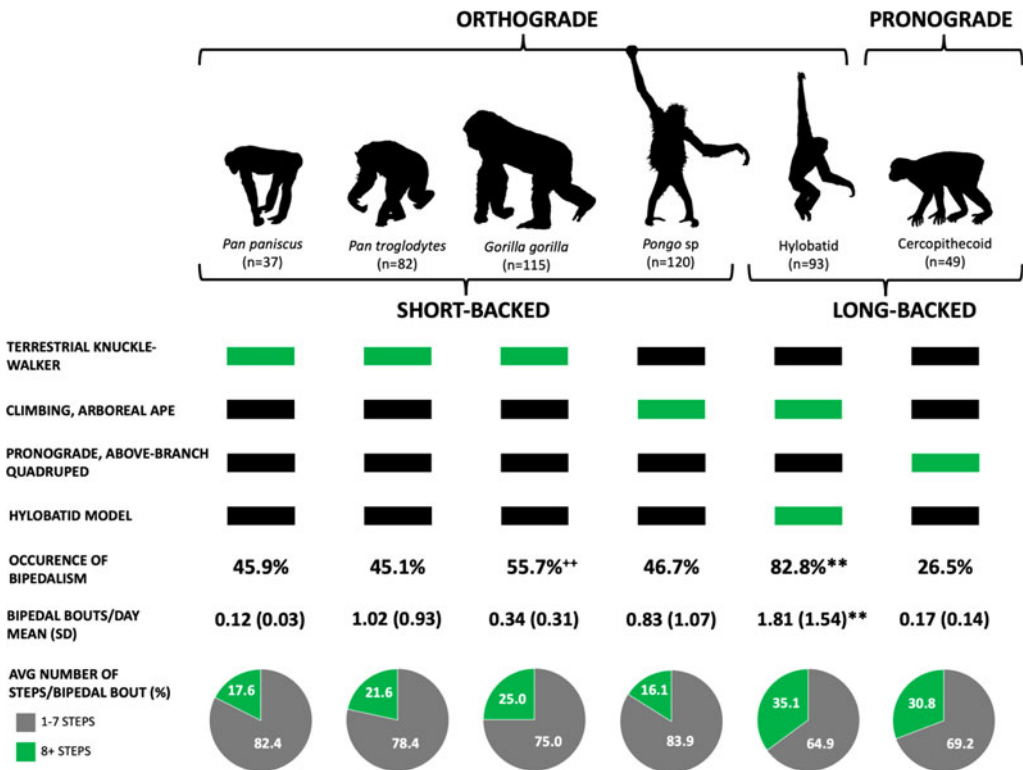 ORTHOGRADE PRONOGRADE
Pan paniscus Pan troglodytes Gorilla gorilla Pongo sp Hylobatid Cercopithecoid
(n=37) (n=82) (n=115) (n=120) (n=93) (n=49)
SHORT-BACKED LONG-BACKED
TERRESTRIAL KNUCKLE-
WALKER
CLIMBING, ARBOREAL APE
PRONOGRADE, ABOVE-BRANCH
QUADRUPED
HYLOBATID MODEL
OCCURENCE OF
BIPEDALISM
45.9% 45.1% 55.7%++ 46.7% 82.8%** 26.5%
BIPEDAL BOUTS/DAY
MEAN (SD)
0.12 (0.03) 1.02 (0.93) 0.34 (0.31) 0.83 (1.07) 1.81 (1.54)** 0.17 (0.14)
AVG NUMBER OF
STEPS/BIPEDAL BOUT (%)
1-7 STEPS
8+ STEPS
17.6 21.6 25.0 16.1 35.1 30.8
82.4 78.4 75.0 83.9 64.9 69.2